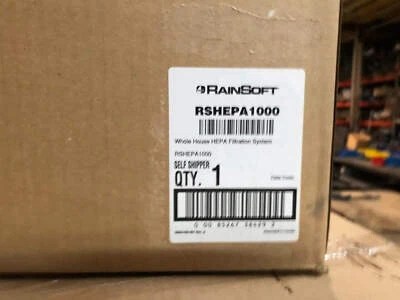 RAINSOFT
RSHEPA1000
Whole House HEPA Filtration System
RSHEPA1000
SELF SHIPPER
QTY. 1